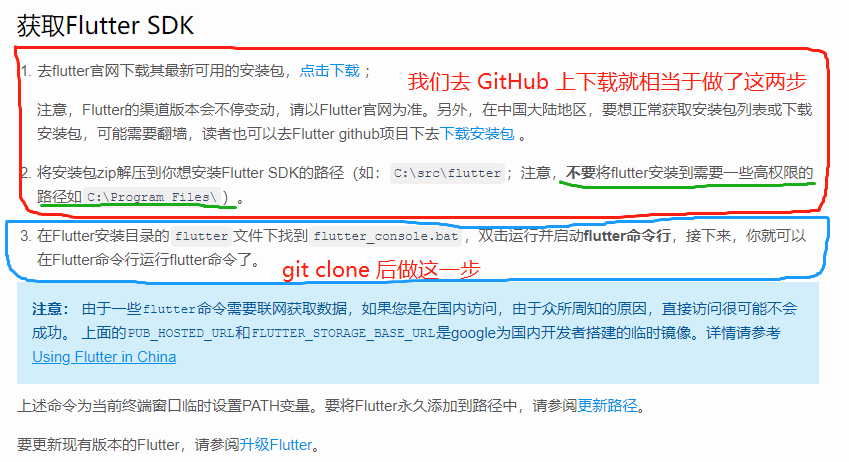 获取Flutter SDK
1. 去flutter官网下载其最新可用的安装包，点击下载；
我们去 GitHub 上下载就相当于做了这两步
注意，Flutter的渠道版本会不停变动，请以Flutter官网为准。另外，在中国大陆地区，要想正常获取安装包列表或下载
安装包，可能需要翻墙，读者也可以去Flutter github项目下去下载安装包 。
2. 将安装包zip解压到你想安装Flutter SDK的路径（如：C:\src\flutter；注意，不要将flutter安装到需要一些高权限的
路径如C:\Program Files\）。
3. 在Flutter安装目录的flutter文件下找到flutter_console.bat，双击运行并启动flutter命令行，接下来，你就可以
在Flutter命令行运行flutter命令了。
git clone 后做这一步
注意： 由于一些flutter命令需要联网获取数据，如果您是在国内访问，由于众所周知的原因，直接访问很可能不会
成功。 上面的PUB_HOSTED_URL和FLUTTER_STORAGE_BASE_URL是google为国内开发者搭建的临时镜像。详情请参考
Using Flutter in China
上述命令为当前终端窗口临时设置PATH变量。要将Flutter永久添加到路径中，请参阅更新路径。
要更新现有版本的Flutter，请参阅升级Flutter。